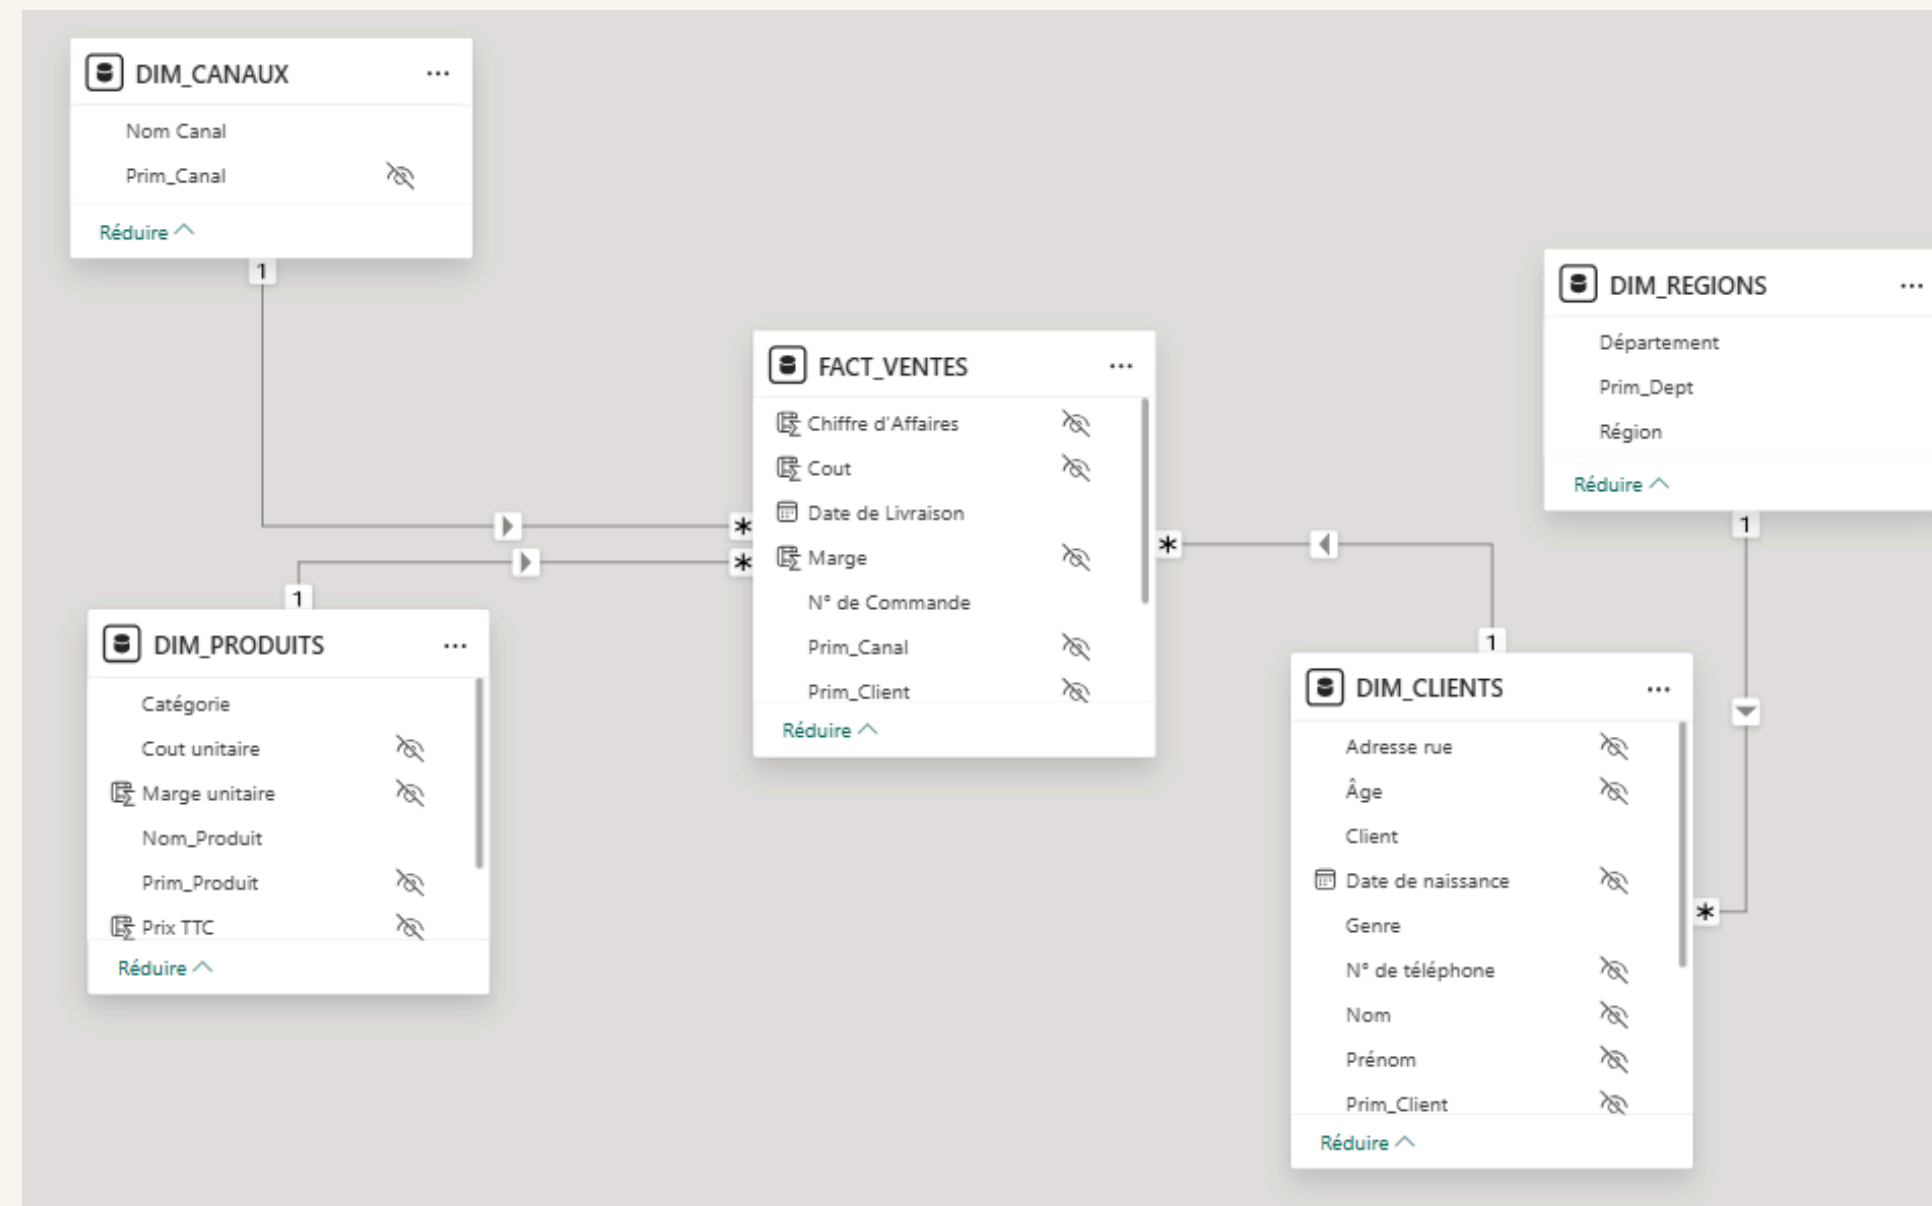 DIM_CANAUX
Nom Canal
Prim_Canal
Réduire
1
DIM_PRODUITS
Catégorie
Cout unitaire
Marge unitaire
Nom_Produit
Prim_Produit
Prix TTC
Réduire
1
*
*
FACT_VENTES
Chiffre d'Affaires
Cout
Date de Livraison
Marge
N° de Commande
Prim_Canal
Prim_Client
Réduire
*
DIM_REGIONS
Département
Prim_Dept
Région
Réduire
1
1
DIM_CLIENTS
Adresse rue
Âge
Client
Date de naissance
Genre
N° de téléphone
Nom
Prénom
Prim_Client
Réduire
*